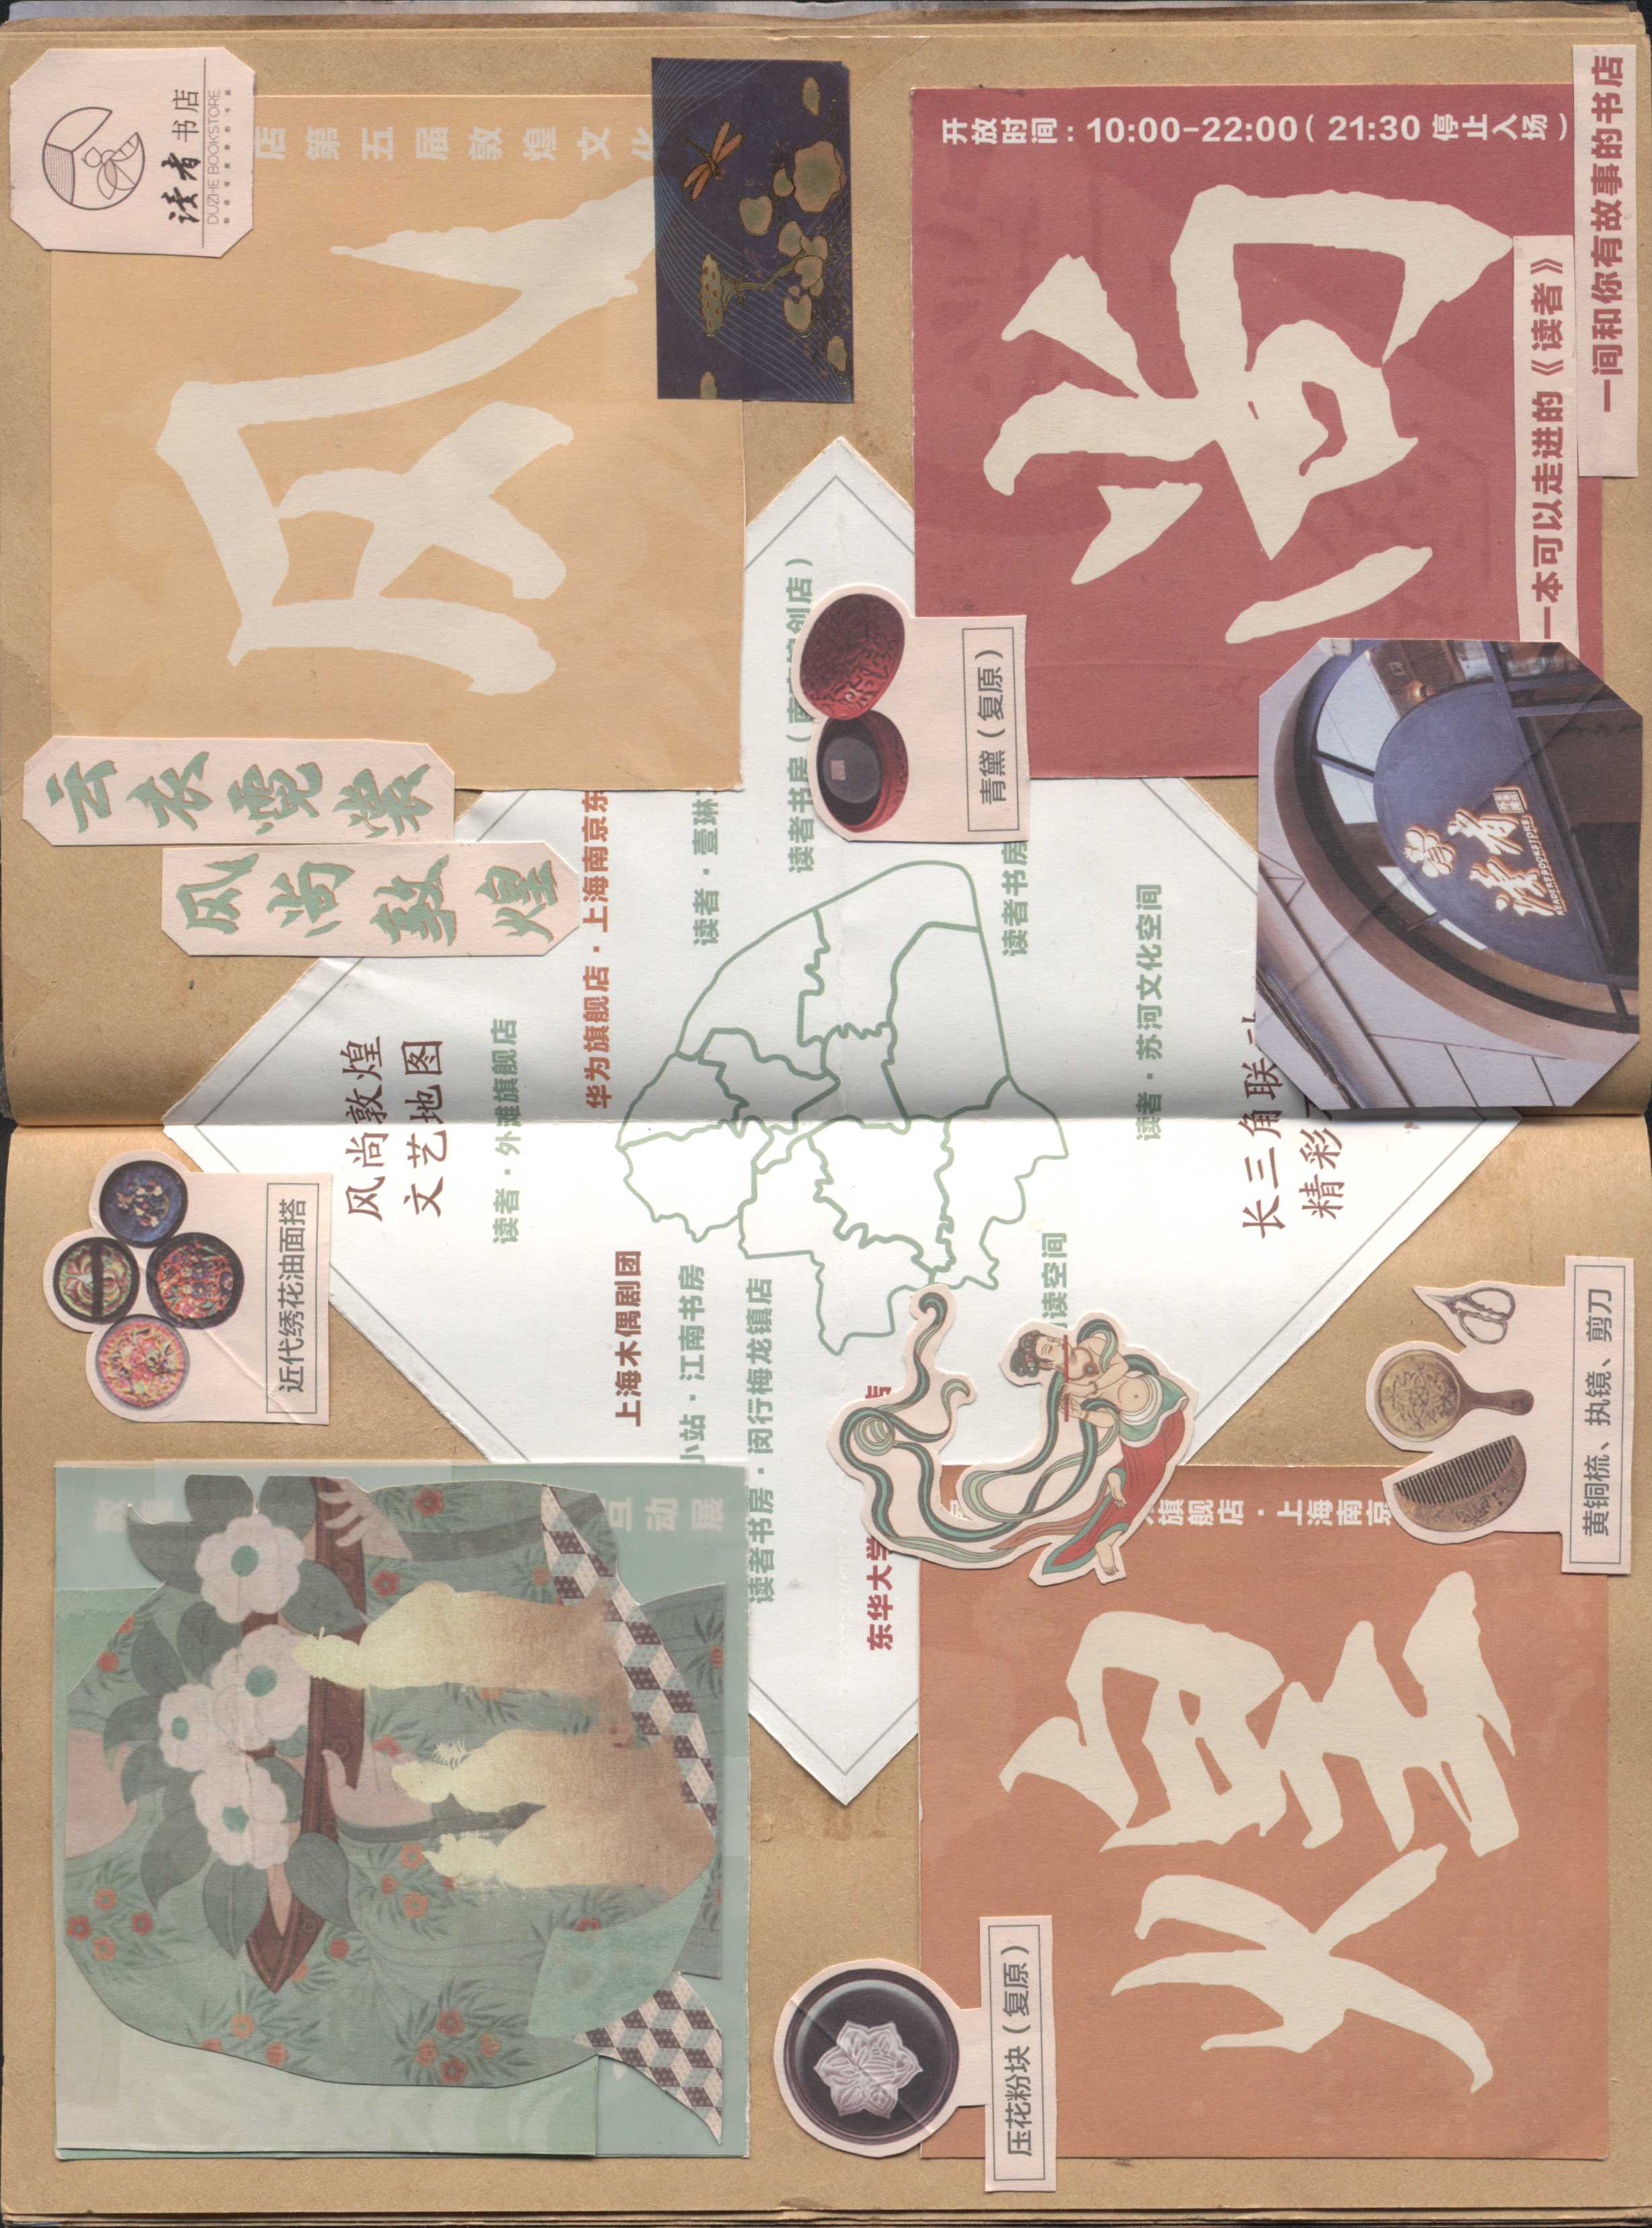 敦煌
互动展
近代绣花油面搭
风尚敦煌
文艺地图
读者·外滩旗舰店
上海木偶剧团
小站·江南书房
读者书房·闵行梅龙镇店
东华大学
店
云衣霓裳
风尚敦煌
华为旗舰店·上海南京东
读者·壹琳
读者书房（南京锦创店）
读者书房
阅读空间
读者·苏河文化空间
长三角联动
精彩
风
店第五届敦煌文化
读者书店
DUZHE BOOKSTORE
压花粉块（复原）
煌
旗舰店·上海南京
黄铜梳、执镜、剪刀
青黛（复原）
尚
开放时间：10:00-22:00（21:30 停止入场）
读者
外滩
READERS BOOKSTORE
一本可以走进的《读者》
一间和你有故事的书店